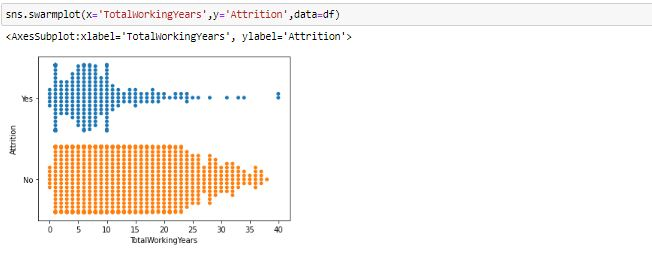 sns.swarmplot(x='TotalWorkingYears',y='Attrition',data=df)
<AxesSubplot:xlabel='TotalWorkingYears', ylabel='Attrition'>
Yes
Attrition
No
0 5 10 15 20 25 30 35 40
TotalWorkingYears